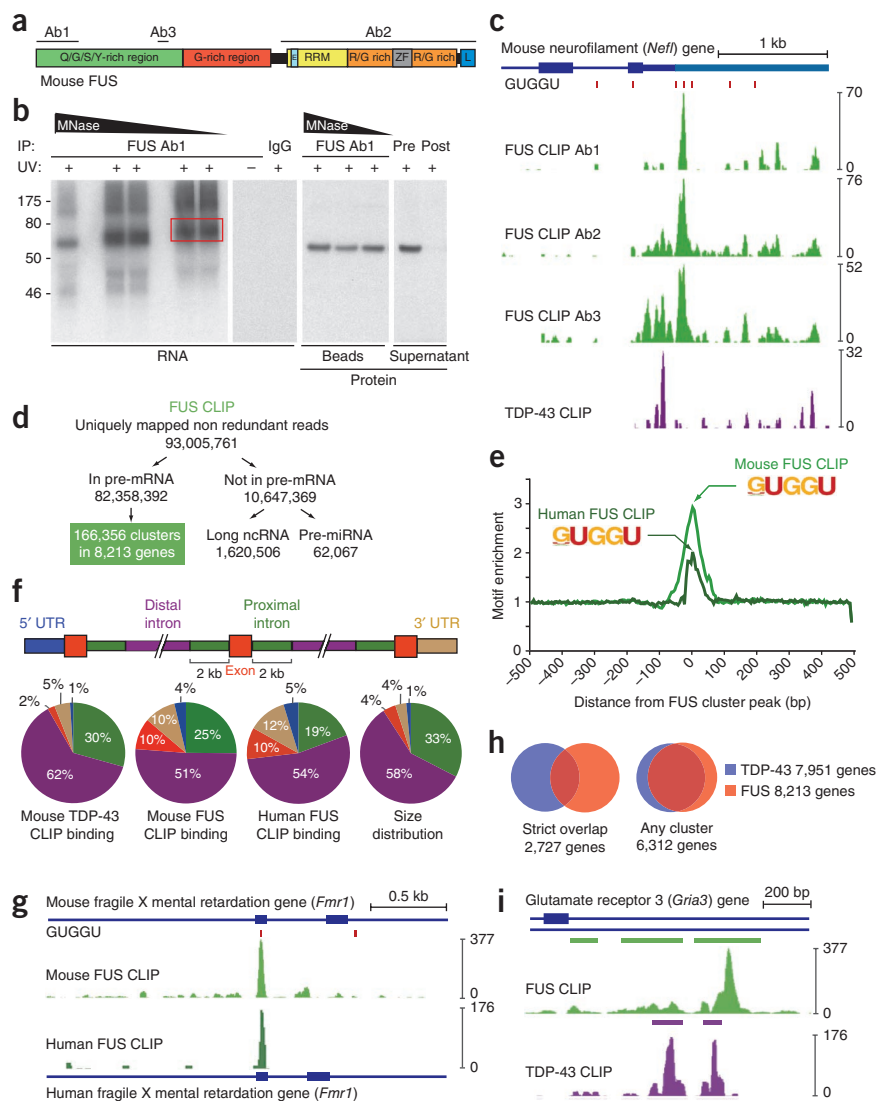 a
Ab1 Ab3 Ab2
Q/G/S/Y-rich region G-rich region E RRM R/G rich ZF R/G rich L
Mouse FUS
b
MNase MNase
IP: FUS Ab1 IgG FUS Ab1 Pre Post
UV: + + + + + − + + + + + +
175
80
50
46
RNA Beads Supernatant
Protein
c
Mouse neurofilament (Nefl) gene 1 kb
GUGGU
70
FUS CLIP Ab1
0
76
FUS CLIP Ab2
0
52
FUS CLIP Ab3
0
32
TDP-43 CLIP
0
d
FUS CLIP
Uniquely mapped non redundant reads
93,005,761
In pre-mRNA Not in pre-mRNA
82,358,392 10,647,369
166,356 clusters Long ncRNA Pre-miRNA
in 8,213 genes 1,620,506 62,067
e
Mouse FUS CLIP
GUGGU
Human FUS CLIP
GUGGU
Motif enrichment
3
2
1
0
−500 −400 −300 −200 −100 0 100 200 300 400 500
Distance from FUS cluster peak (bp)
f
5′ UTR Distal intron Proximal intron 3′ UTR
2 kb Exon 2 kb
2% 5% 1% 30% 62%
4% 10% 10% 25% 51%
5% 12% 10% 19% 54%
4% 4% 1% 33% 58%
Mouse TDP-43 Mouse FUS Human FUS Size
CLIP binding CLIP binding CLIP binding distribution
h
TDP-43 7,951 genes
FUS 8,213 genes
Strict overlap Any cluster
2,727 genes 6,312 genes
g
Mouse fragile X mental retardation gene (Fmr1) 0.5 kb
GUGGU
377
Mouse FUS CLIP
0
176
Human FUS CLIP
0
Human fragile X mental retardation gene (Fmr1)
i
Glutamate receptor 3 (Gria3) gene 200 bp
377
FUS CLIP
0
176
TDP-43 CLIP
0